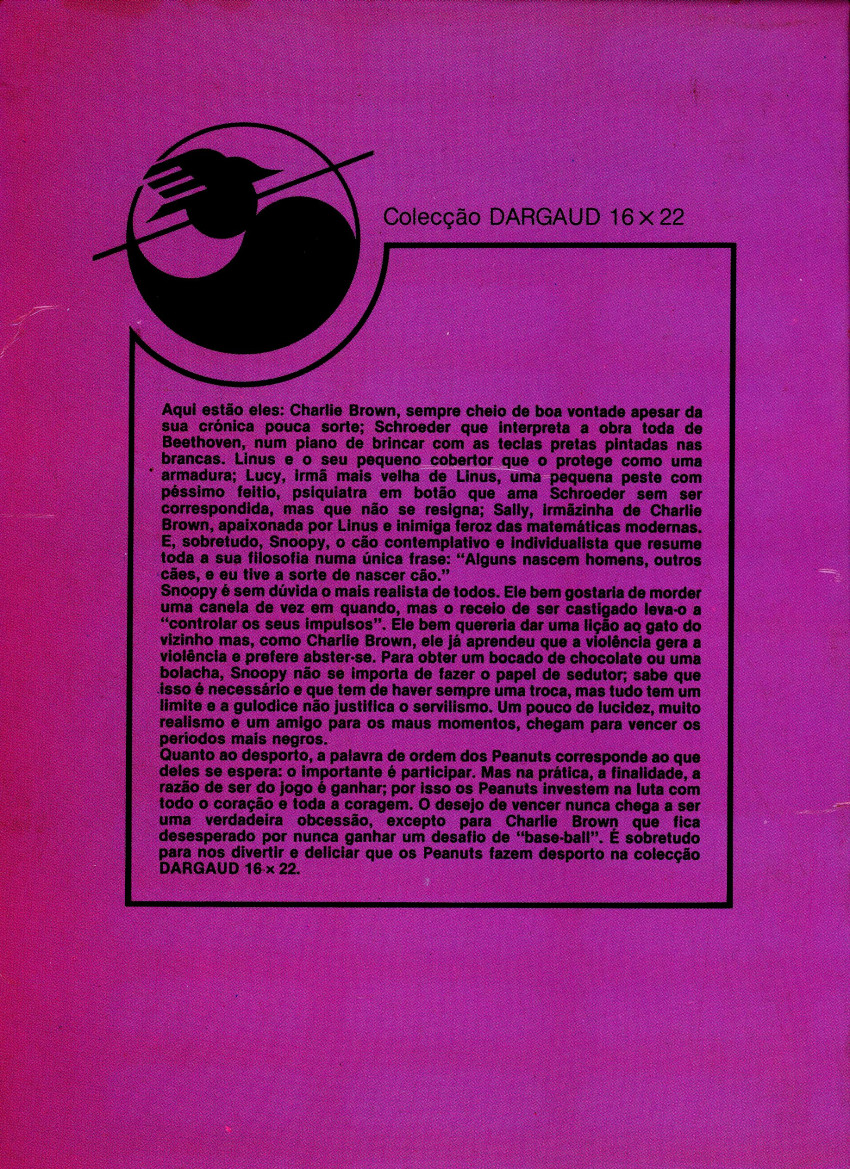 Colecção DARGAUD 16 × 22
Aqui estão eles: Charlie Brown, sempre cheio de boa vontade apesar da
sua crónica pouca sorte; Schroeder que interpreta a obra toda de
Beethoven, num piano de brincar com as teclas pretas pintadas nas
brancas. Linus e o seu pequeno cobertor que o protege como uma
armadura; Lucy, irmã mais velha de Linus, uma pequena peste com
péssimo feitio, psiquiatra em botão que ama Schroeder sem ser
correspondida, mas que não se resigna; Sally, irmãzinha de Charlie
Brown, apaixonada por Linus e inimiga feroz das matemáticas modernas.
E, sobretudo, Snoopy, o cão contemplativo e individualista que resume
toda a sua filosofia numa única frase: “Alguns nascem homens, outros
cães, e eu tive a sorte de nascer cão.”
Snoopy é sem dúvida o mais realista de todos. Ele bem gostaria de morder
uma canela de vez em quando, mas o receio de ser castigado leva-o a
“controlar os seus impulsos”. Ele bem quereria dar uma lição ao gato do
vizinho mas, como Charlie Brown, ele já aprendeu que a violência gera a
violência e prefere abster-se. Para obter um bocado de chocolate ou uma
bolacha, Snoopy não se importa de fazer o papel de sedutor; sabe que
isso é necessário e que tem de haver sempre uma troca, mas tudo tem um
limite e a gulodice não justifica o servilismo. Um pouco de lucidez, muito
realismo e um amigo para os maus momentos, chegam para vencer os
periodos mais negros.
Quanto ao desporto, a palavra de ordem dos Peanuts corresponde ao que
deles se espera: o importante é participar. Mas na prática, a finalidade, a
razão de ser do jogo é ganhar; por isso os Peanuts investem na luta com
todo o coração e toda a coragem. O desejo de vencer nunca chega a ser
uma verdadeira obcessão, excepto para Charlie Brown que fica
desesperado por nunca ganhar um desafio de “base-ball”. É sobretudo
para nos divertir e deliciar que os Peanuts fazem desporto na colecção
DARGAUD 16 × 22.